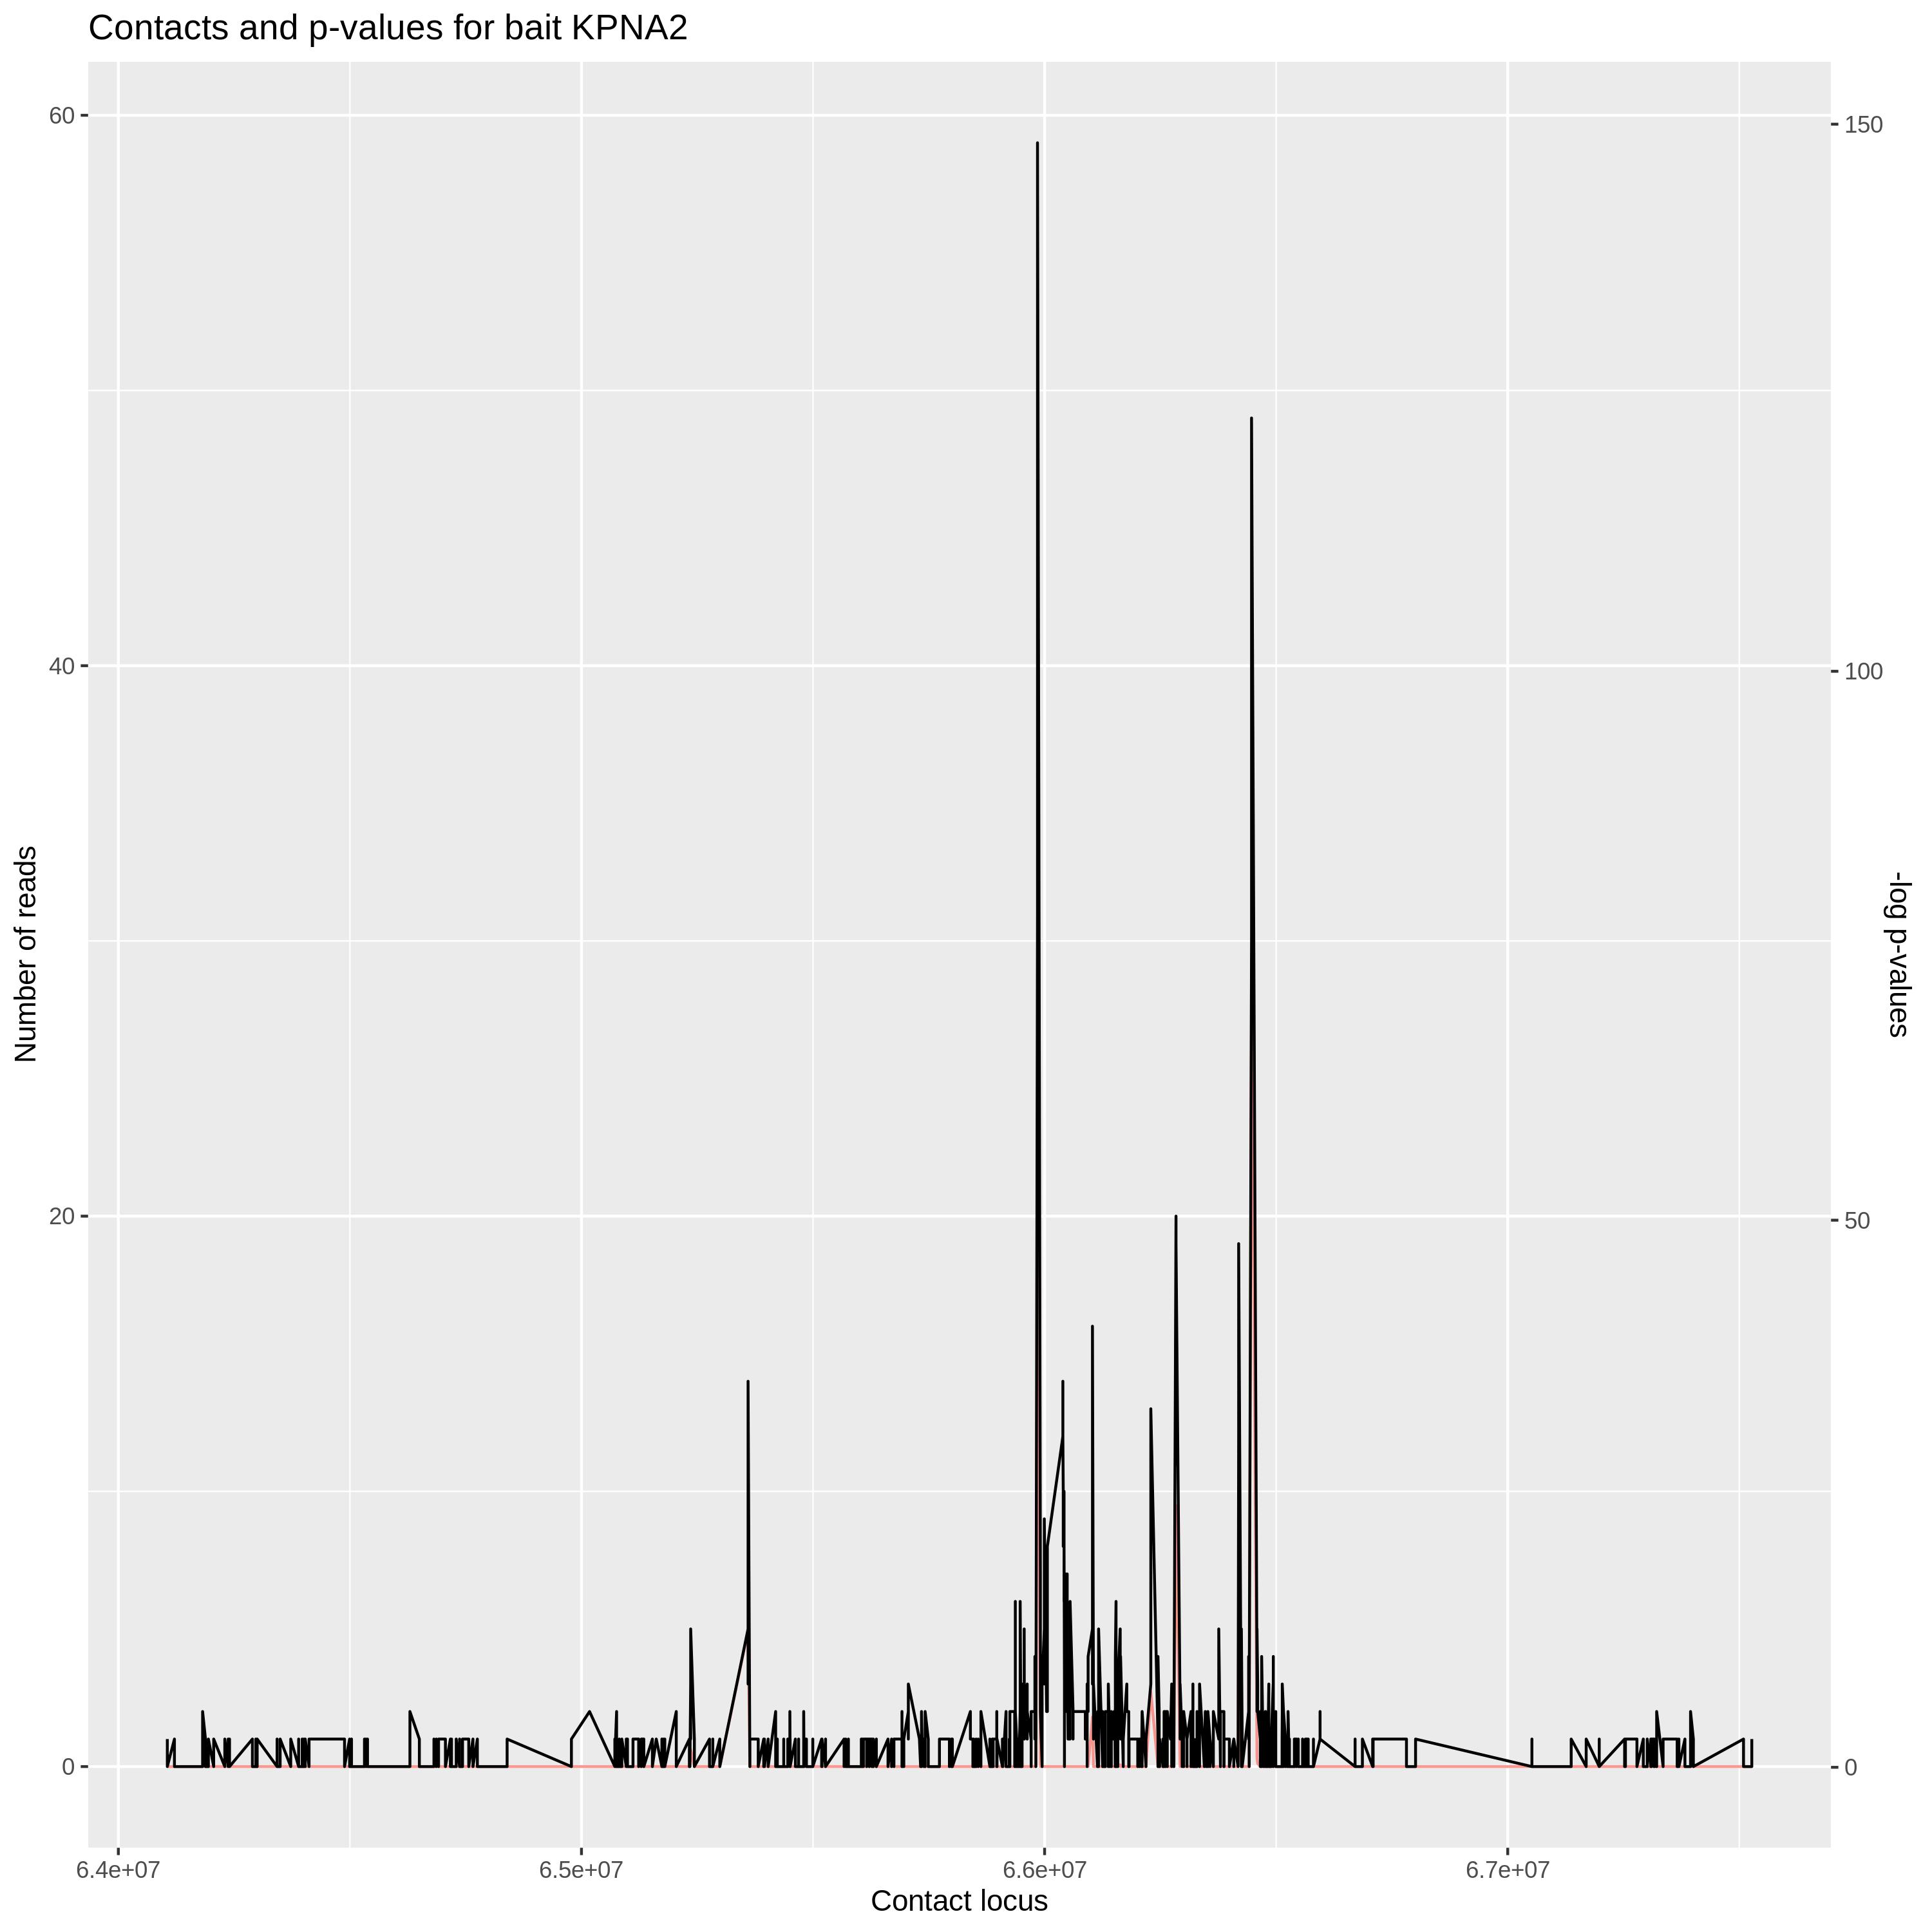 Contacts and p-values for bait KPNA2
60
40
20
0
Number of reads
150
100
50
0
-log p-values
6.4e+07
6.5e+07
6.6e+07
6.7e+07
Contact locus